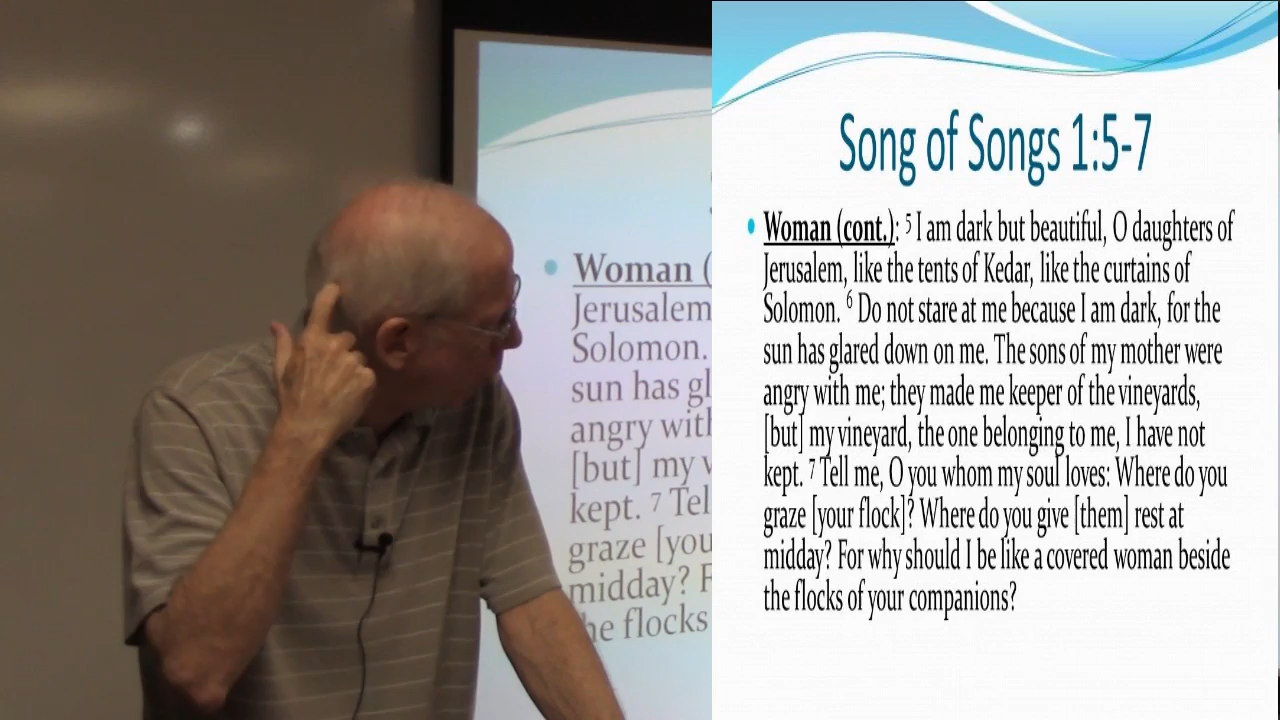 Song of Songs 1:5-7
• Woman (cont.): ⁵ I am dark but beautiful, O daughters of
Jerusalem, like the tents of Kedar, like the curtains of
Solomon. ⁶ Do not stare at me because I am dark, for the
sun has glared down on me. The sons of my mother were
angry with me; they made me keeper of the vineyards,
[but] my vineyard, the one belonging to me, I have not
kept. ⁷ Tell me, O you whom my soul loves: Where do you
graze [your flock]? Where do you give [them] rest at
midday? For why should I be like a covered woman beside
the flocks of your companions?
• Woman (
Jerusalem
Solomon.
sun has gl
angry with
[but] my
kept. ⁷ Tel
graze [you
midday?
he flocks